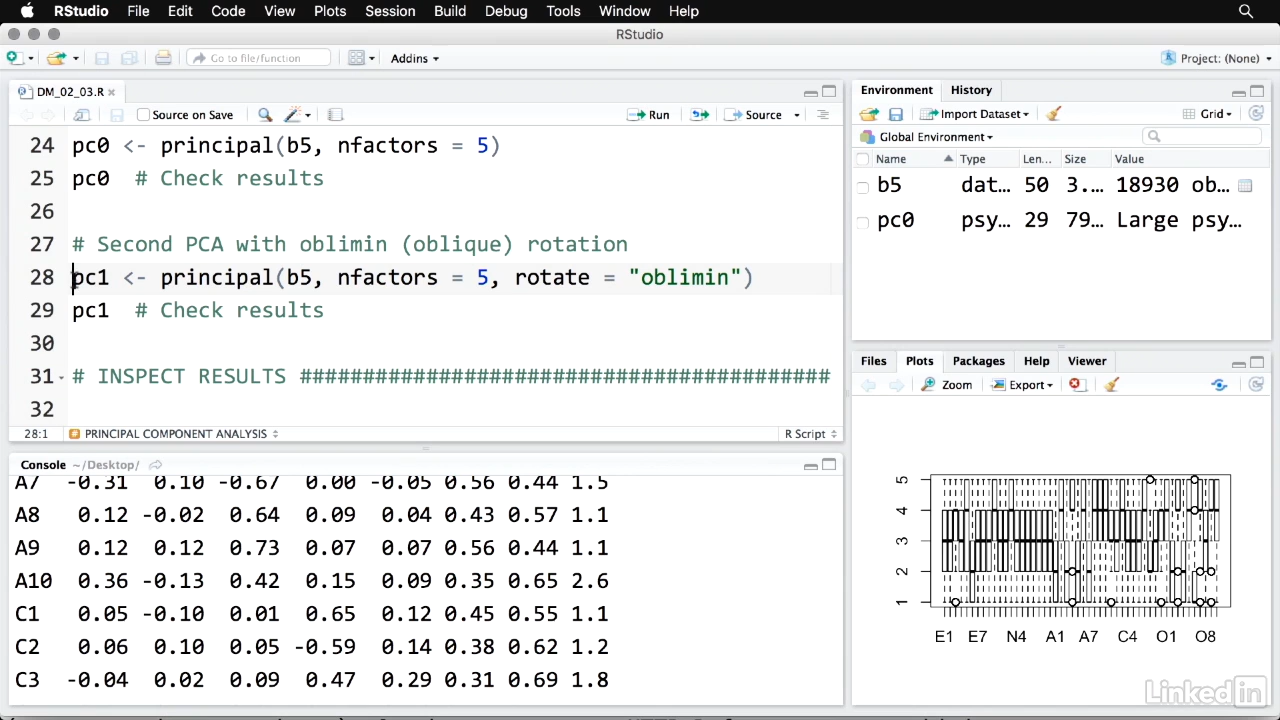 RStudio File Edit Code View Plots Session Build Debug Tools Window Help
RStudio
Go to file/function Addins Project: (None)
DM_02_03.R
Source on Save Run Source
24 pc0 <- principal(b5, nfactors = 5)
25 pc0 # Check results
26
27 # Second PCA with oblimin (oblique) rotation
28 pc1 <- principal(b5, nfactors = 5, rotate = "oblimin")
29 pc1 # Check results
30
31 # INSPECT RESULTS ##########################################
32
28:1 PRINCIPAL COMPONENT ANALYSIS R Script
Console ~/Desktop/
A7 -0.31 0.10 -0.67 0.00 -0.05 0.56 0.44 1.5
A8 0.12 -0.02 0.64 0.09 0.04 0.43 0.57 1.1
A9 0.12 0.12 0.73 0.07 0.07 0.56 0.44 1.1
A10 0.36 -0.13 0.42 0.15 0.09 0.35 0.65 2.6
C1 0.05 -0.10 0.01 0.65 0.12 0.45 0.55 1.1
C2 0.06 0.10 0.05 -0.59 0.14 0.38 0.62 1.2
C3 -0.04 0.02 0.09 0.47 0.29 0.31 0.69 1.8
Environment History
Import Dataset Grid
Global Environment
Name Type Len... Size Value
b5 dat... 50 3.... 18930 ob...
pc0 psy... 29 79... Large psy...
Files Plots Packages Help Viewer
Zoom Export
5
4
3
2
1
E1 E7 N4 A1 A7 C4 O1 O8
LinkedIn